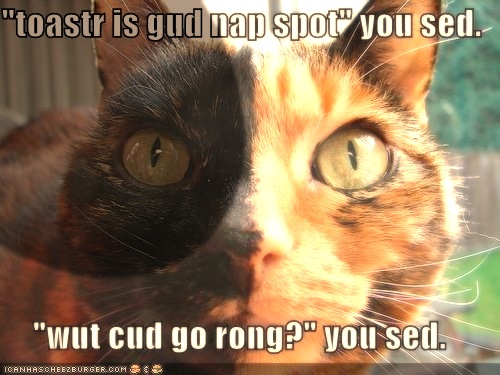 "toastr is gud nap spot" you sed.
"wut cud go rong?" you sed.
ICANHASCHEEZBURGER.COM